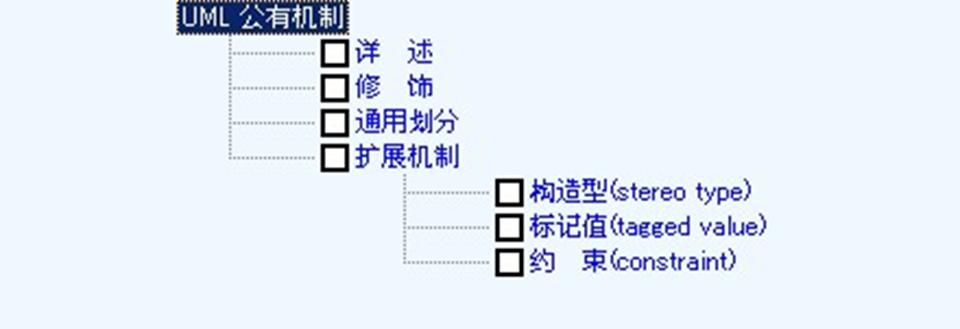 UML 公有机制
详 述
修 饰
通用划分
扩展机制
构造型(stereo type)
标记值(tagged value)
约 束(constraint)